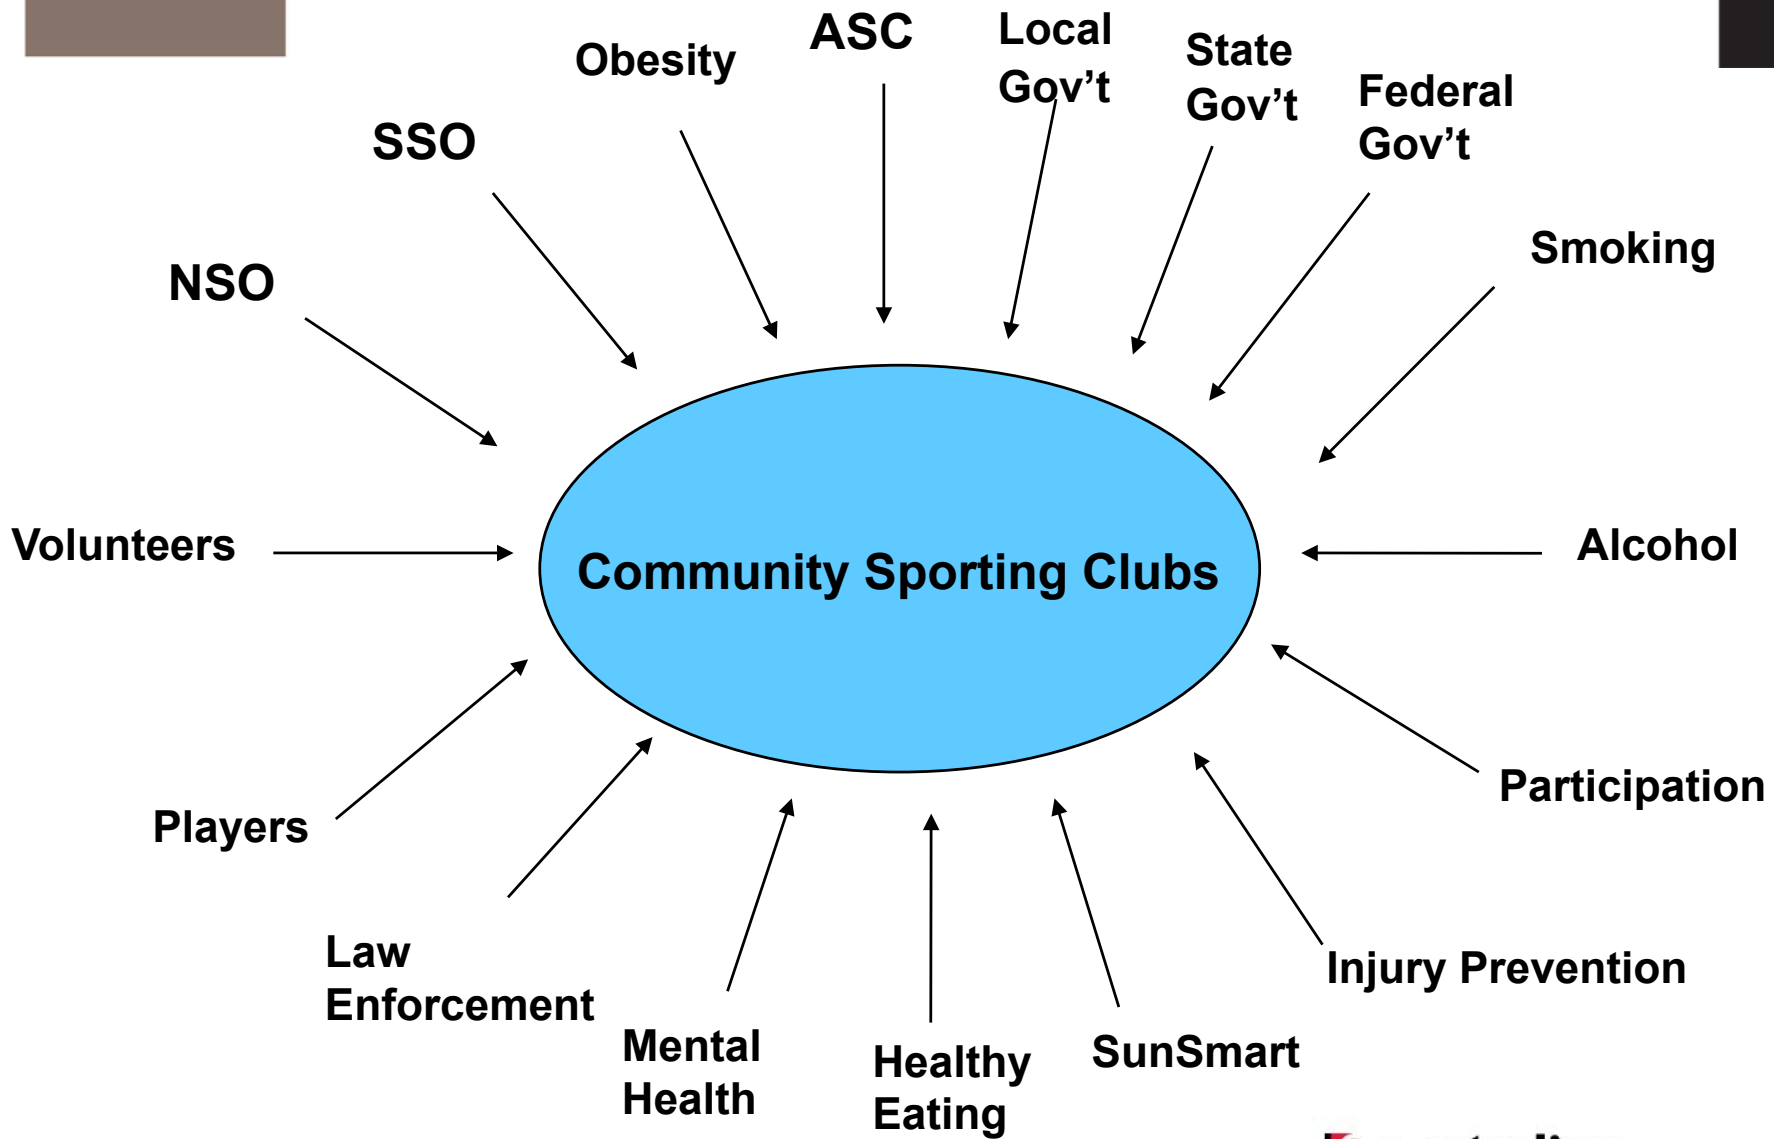 ASC
Local
Gov't
State
Gov't
Obesity
Federal
Gov't
SSO
Smoking
NSO
Volunteers
Community Sporting Clubs
Alcohol
Participation
Players
Law
Enforcement
Injury Prevention
Mental
Health
Healthy
Eating
SunSmart